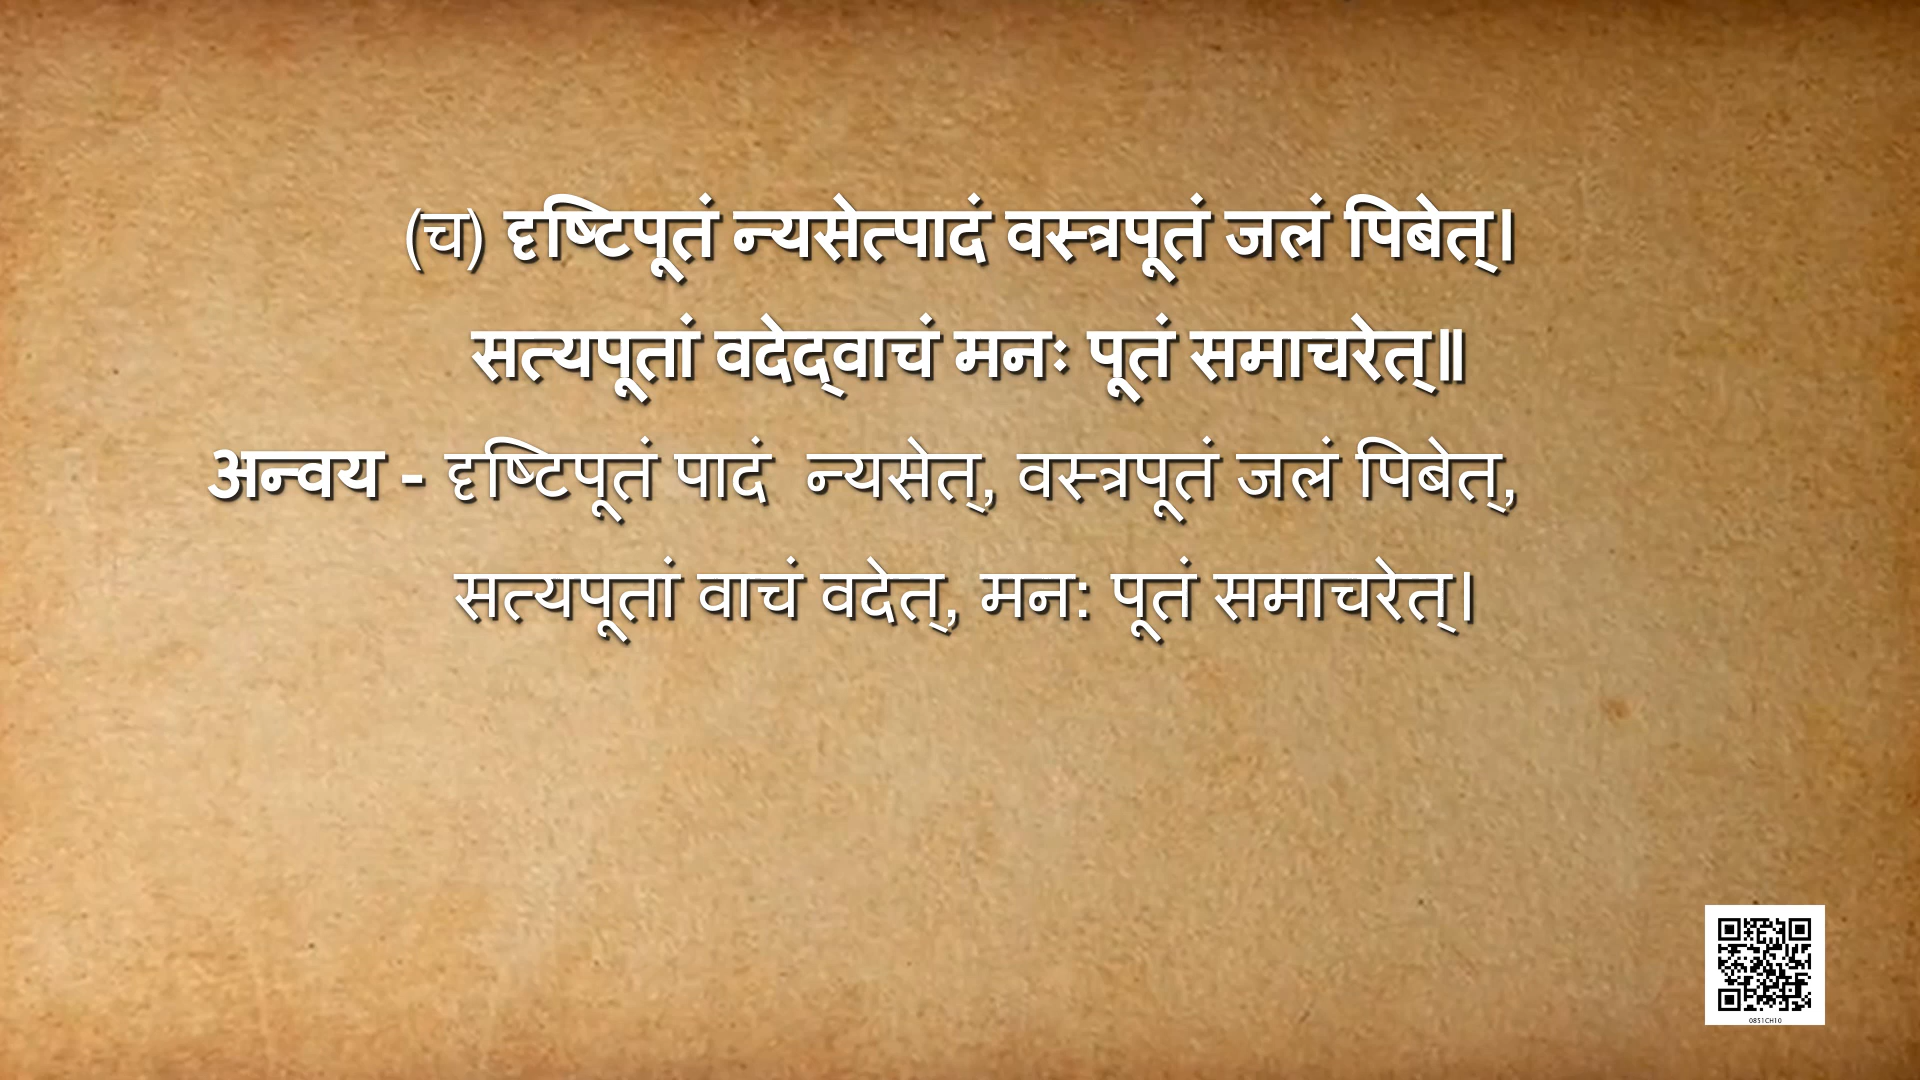 (च) दृष्टिपूतं न्यसेत्पादं वस्त्रपूतं जलं पिबेत्।
सत्यपूतां वदेद्‌वाचं मनः पूतं समाचरेत्॥
अन्वय - दृष्टिपूतं पादं न्यसेत्, वस्त्रपूतं जलं पिबेत्,
सत्यपूतां वाचं वदेत्, मन: पूतं समाचरेत्।
0851CH10